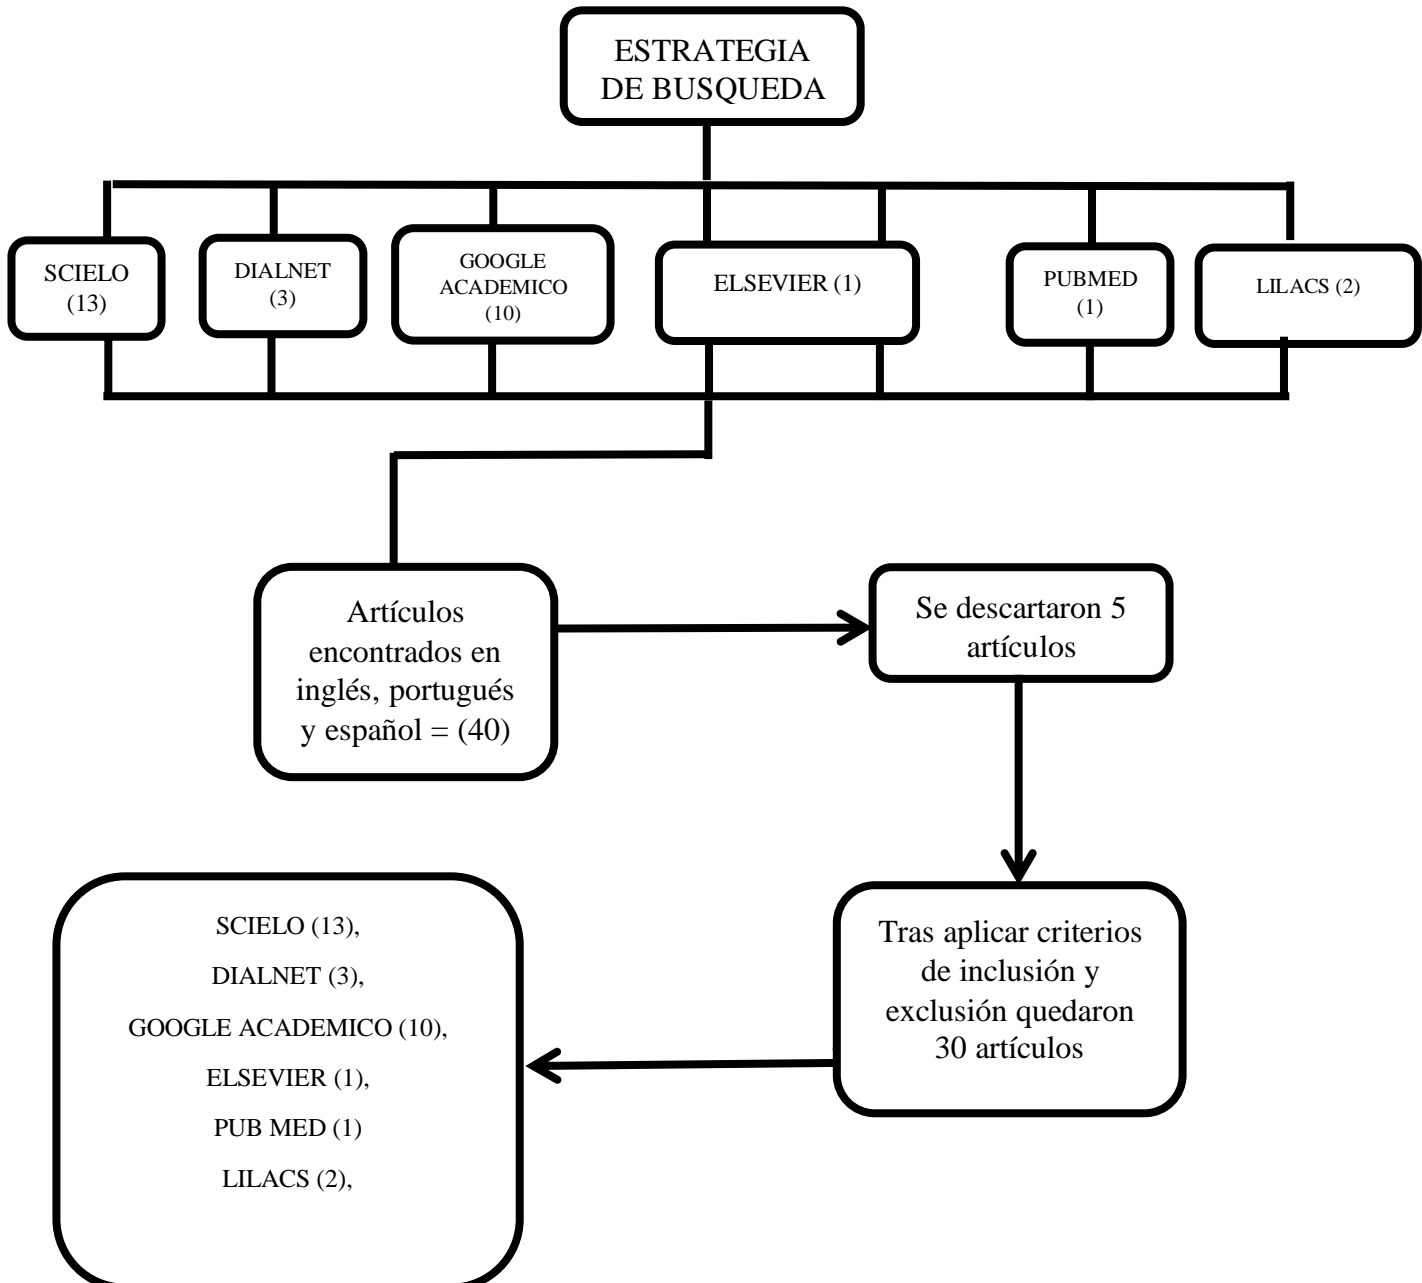 ESTRATEGIA
DE BUSQUEDA
SCIELO
(13)
DIALNET
(3)
GOOGLE
ACADEMICO
(10)
ELSEVIER (1)
PUBMED
(1)
LILACS (2)
Artículos
encontrados en
inglés, portugués
y español = (40)
Se descartaron 5
artículos
Tras aplicar criterios
de inclusión y
exclusión quedaron
30 artículos
SCIELO (13),
DIALNET (3),
GOOGLE ACADEMICO (10),
ELSEVIER (1),
PUB MED (1)
LILACS (2),